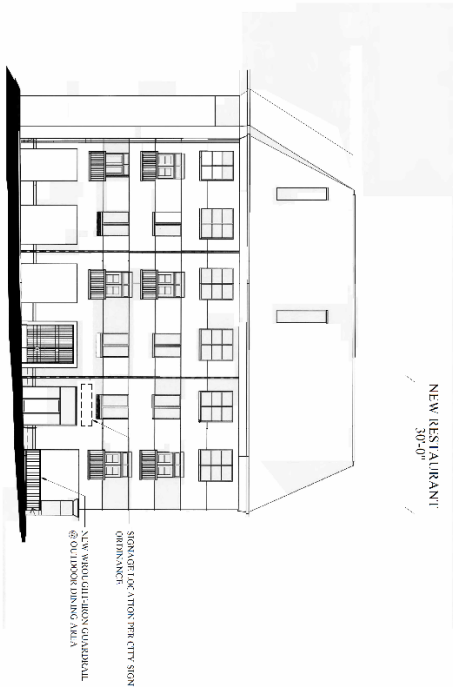 NEW RESTAURANT
30'-0"
SIGNAGE LOCATION PER CITY SIGN
ORDINANCE
NEW WROUGHT-IRON GUARDRAIL
@ OUTDOOR DINING AREA